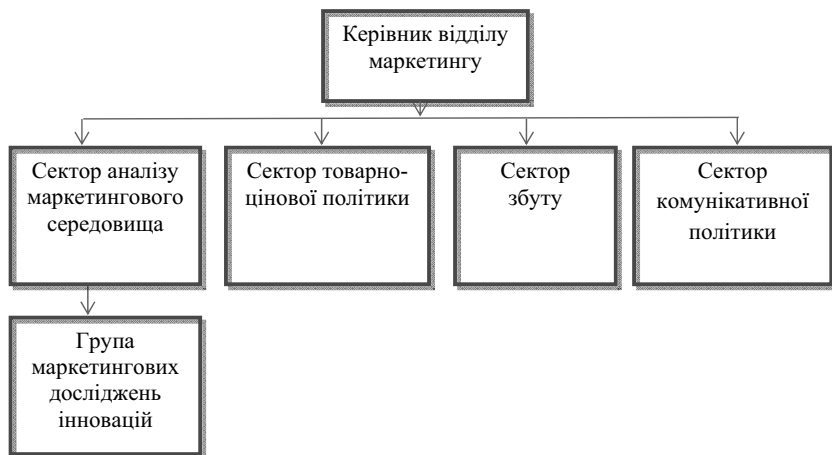 Керівник відділу
маркетингу
Сектор аналізу
маркетингового
середовища
Сектор товарно-
цінової політики
Сектор
збуту
Сектор
комунікативної
політики
Група
маркетингових
досліджень
інновацій